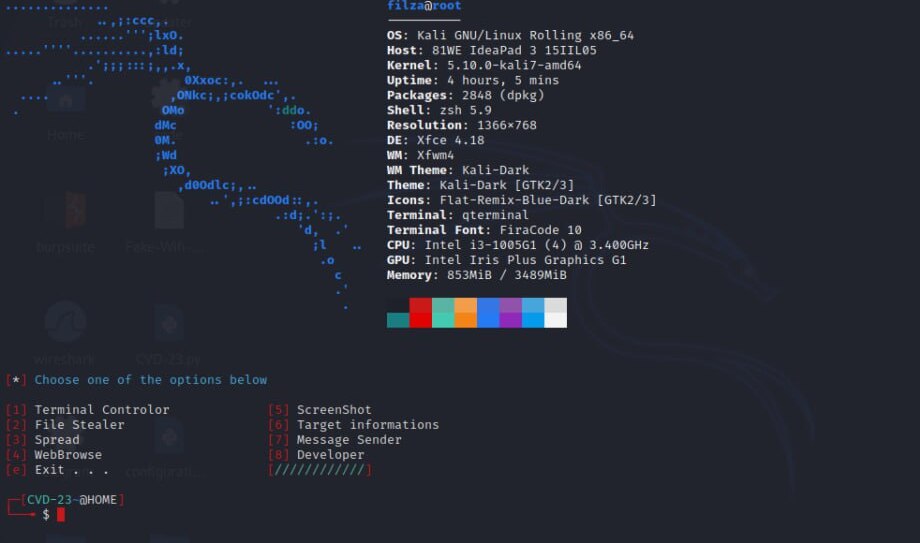 filza@root
OS: Kali GNU/Linux Rolling x86_64
Host: 81WE IdeaPad 3 15IIL05
Kernel: 5.10.0-kali7-amd64
Uptime: 4 hours, 5 mins
Packages: 2848 (dpkg)
Shell: zsh 5.9
Resolution: 1366×768
DE: Xfce 4.18
WM: Xfwm4
WM Theme: Kali-Dark
Theme: Kali-Dark [GTK2/3]
Icons: Flat-Remix-Blue-Dark [GTK2/3]
Terminal: qterminal
Terminal Font: FiraCode 10
CPU: Intel i3-1005G1 (4) @ 3.400GHz
GPU: Intel Iris Plus Graphics G1
Memory: 853MiB / 3489MiB
Trash
Home
burpsuite
Fake-Wifi-...
wireshark
CVD-23.py
[*] Choose one of the options below
[1] Terminal Controlor [5] ScreenShot
[2] File Stealer [6] Target informations
[3] Spread [7] Message Sender
[4] WebBrowse [8] Developer
[e] Exit . . . [////////////]
configurati...
[CVD-23~@HOME]
$